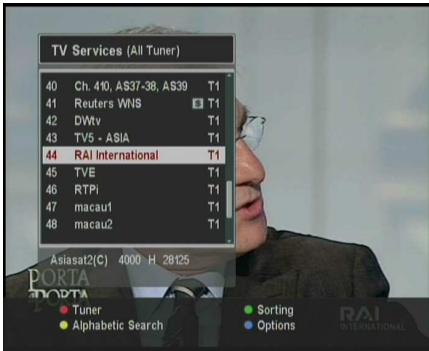 TV Services (All Tuner)
40 Ch. 410, AS37-38, AS39 T1
41 Reuters WNS $ T1
42 DWtv T1
43 TV5 - ASIA T1
44 RAI International T1
45 TVE T1
46 RTPi T1
47 macau1 T1
48 macau2 T1
Asiasat2(C) 4000 H 28125
PORTA
PORTA
Tuner
Sorting
Alphabetic Search
Options
RAI
INTERNATIONAL